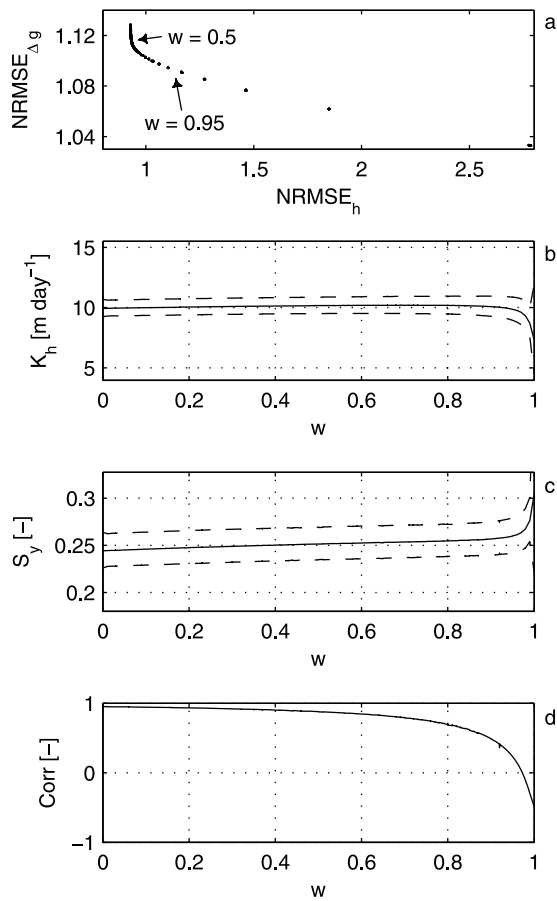 a
NRMSE_Δg
1.12
1.08
1.04
w = 0.5
w = 0.95
1 1.5 2 2.5
NRMSE_h
b
K_h [m day⁻¹]
15
10
5
0 0.2 0.4 0.6 0.8 1
w
c
S_y [-]
0.3
0.25
0.2
0 0.2 0.4 0.6 0.8 1
w
d
Corr [-]
1
0
−1
0 0.2 0.4 0.6 0.8 1
w